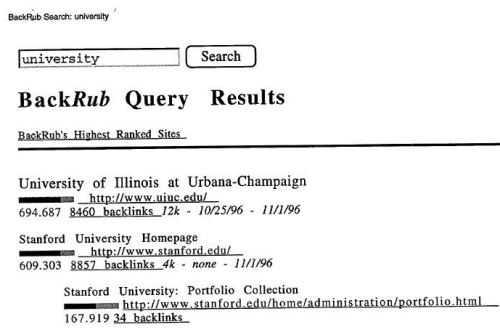 BackRub Search: university
university Search
BackRub Query Results
BackRub's Highest Ranked Sites
University of Illinois at Urbana-Champaign
http://www.uiuc.edu/
694.687 8460 backlinks 12k - 10/25/96 - 11/1/96
Stanford University Homepage
http://www.stanford.edu/
609.303 8857 backlinks 4k - none - 11/1/96
Stanford University: Portfolio Collection
http://www.stanford.edu/home/administration/portfolio.html
167.919 34 backlinks